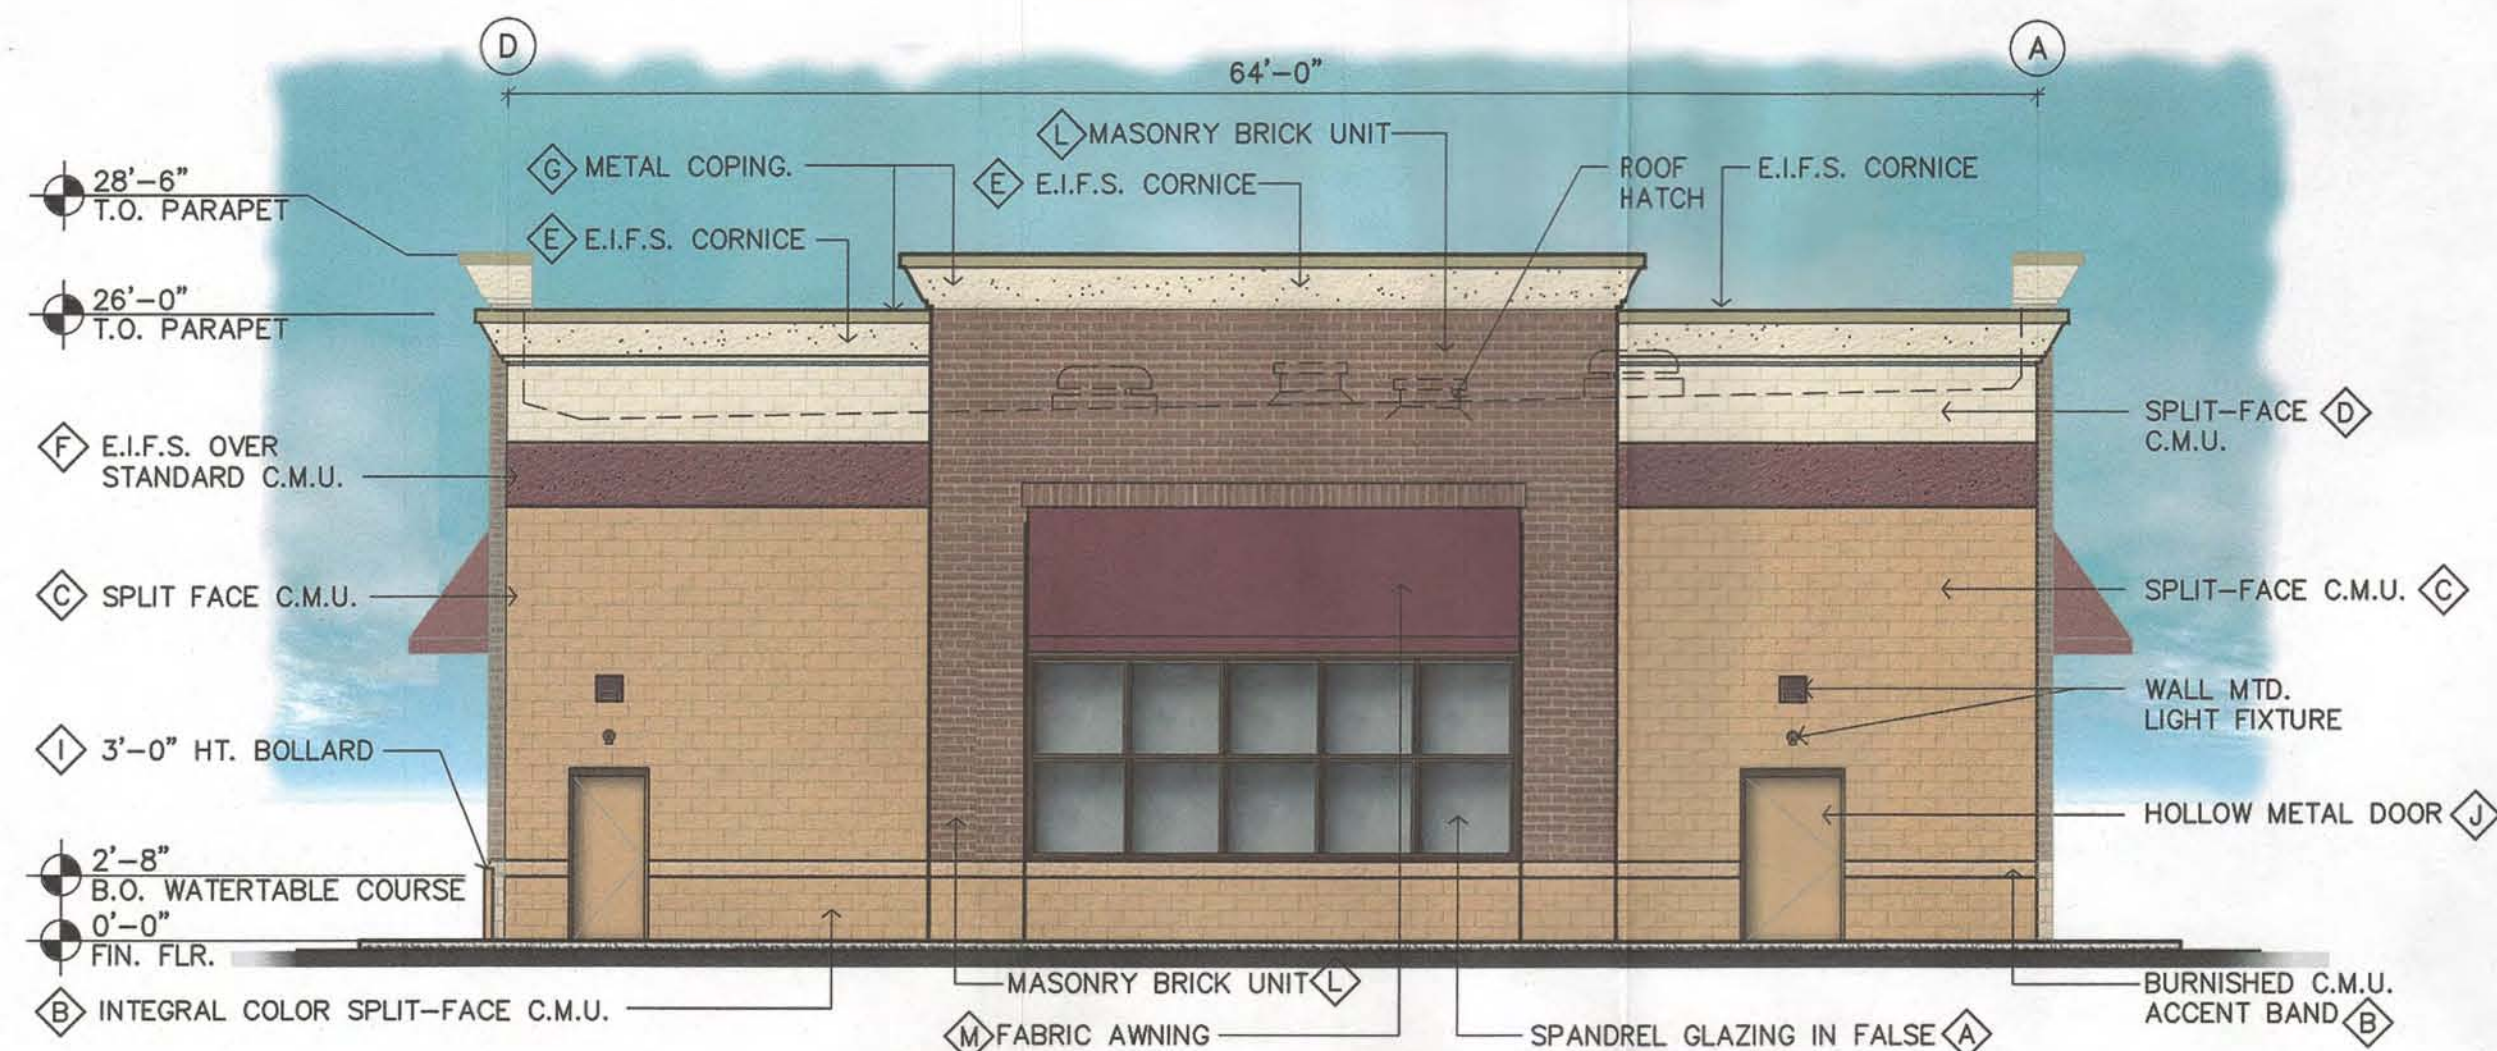 D
A
64'-0"
L MASONRY BRICK UNIT
G METAL COPING.
E E.I.F.S. CORNICE
ROOF
HATCH
E.I.F.S. CORNICE
28'-6"
T.O. PARAPET
E E.I.F.S. CORNICE
26'-0"
T.O. PARAPET
F E.I.F.S. OVER
STANDARD C.M.U.
SPLIT-FACE D
C.M.U.
C SPLIT FACE C.M.U.
SPLIT-FACE C.M.U. C
WALL MTD.
LIGHT FIXTURE
I 3'-0" HT. BOLLARD
HOLLOW METAL DOOR J
2'-8"
B.O. WATERTABLE COURSE
0'-0"
FIN. FLR.
MASONRY BRICK UNIT L
BURNISHED C.M.U.
ACCENT BAND B
B INTEGRAL COLOR SPLIT-FACE C.M.U.
M FABRIC AWNING
SPANDREL GLAZING IN FALSE A